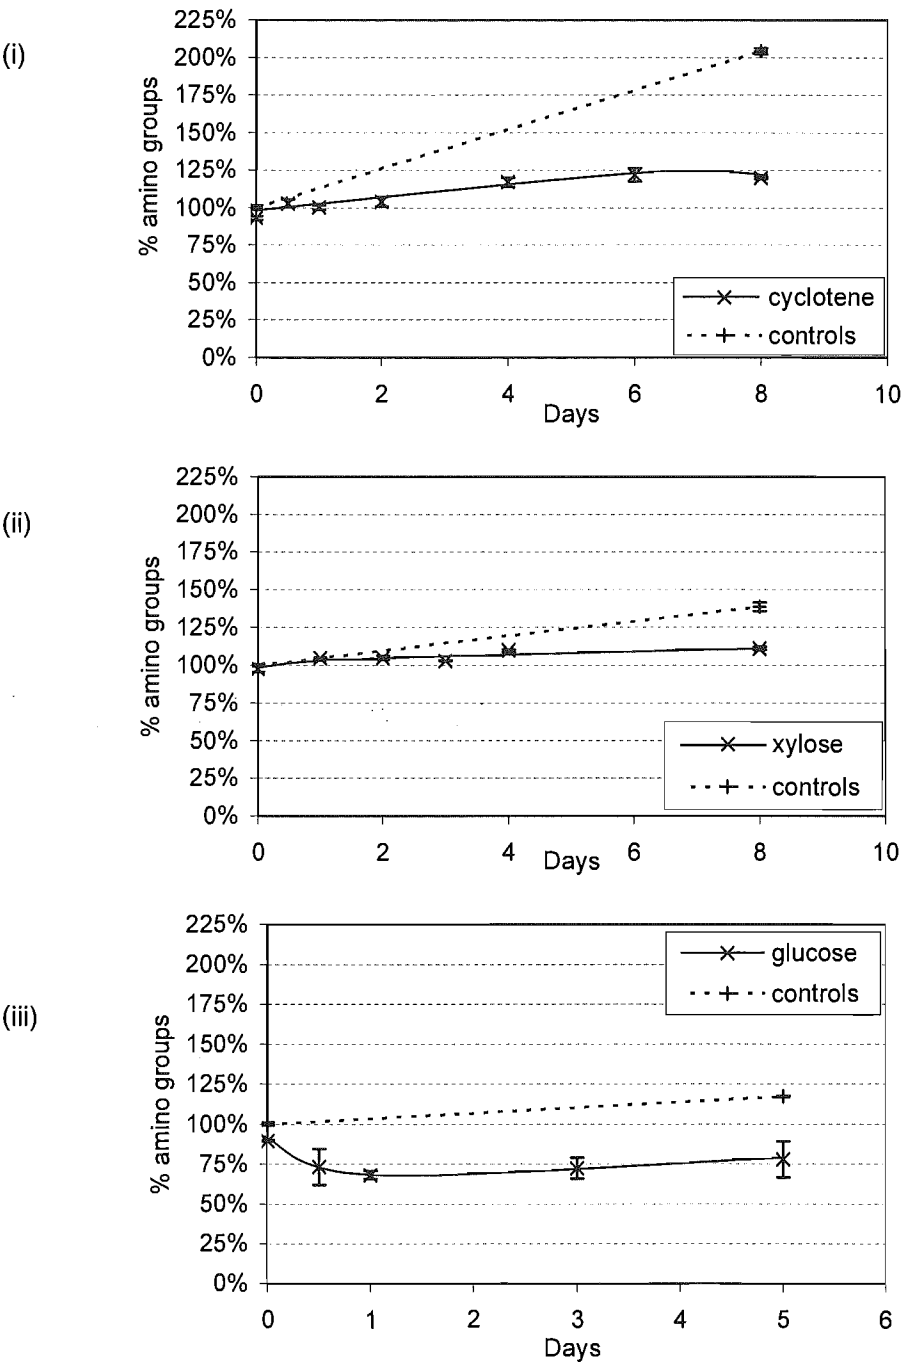 (i)
% amino groups
225%
200%
175%
150%
125%
100%
75%
50%
25%
0%
cyclotene
controls
0 2 4 6 8 10
Days
(ii)
% amino groups
225%
200%
175%
150%
125%
100%
75%
50%
25%
0%
xylose
controls
0 2 4 6 8 10
Days
(iii)
% amino groups
225%
200%
175%
150%
125%
100%
75%
50%
25%
0%
glucose
controls
0 1 2 3 4 5 6
Days